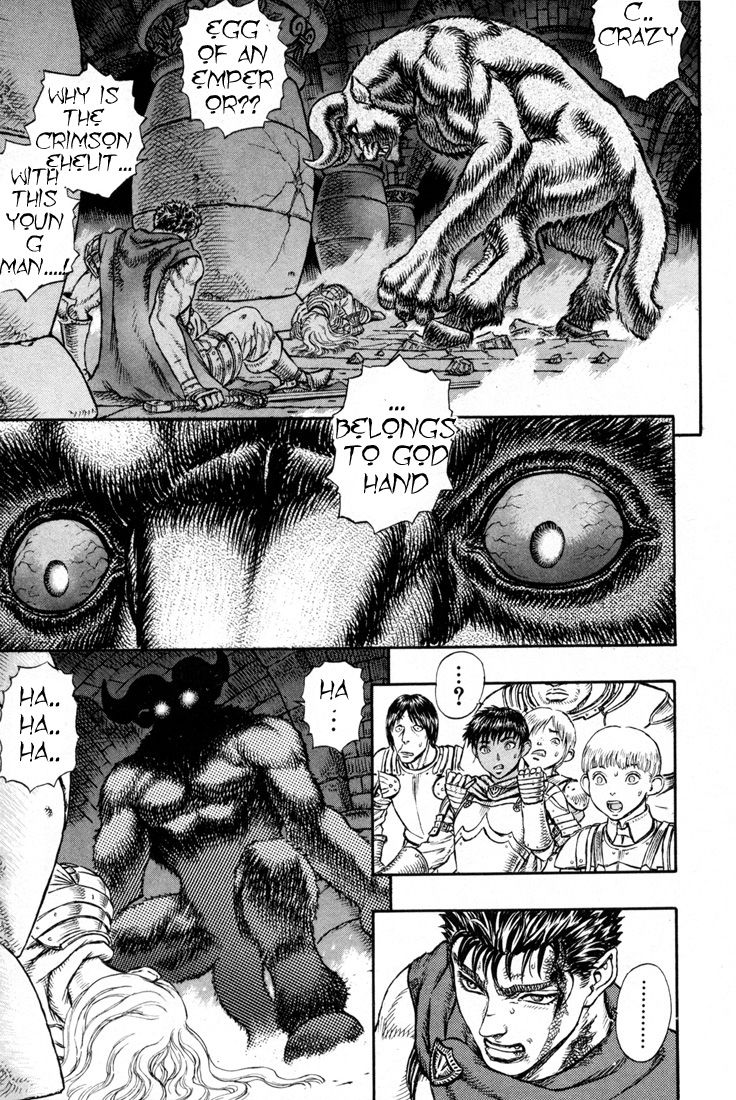 C..
CRAZY
EGG
OF AN
EMPER
OR??
WHY IS
THE
CRIMSON
EHELIT...
WITH
THIS
YOUN
G
MAN....!
...
BELONGS
TO GOD
HAND
...
?
HA
...
HA..
HA..
HA..
.........